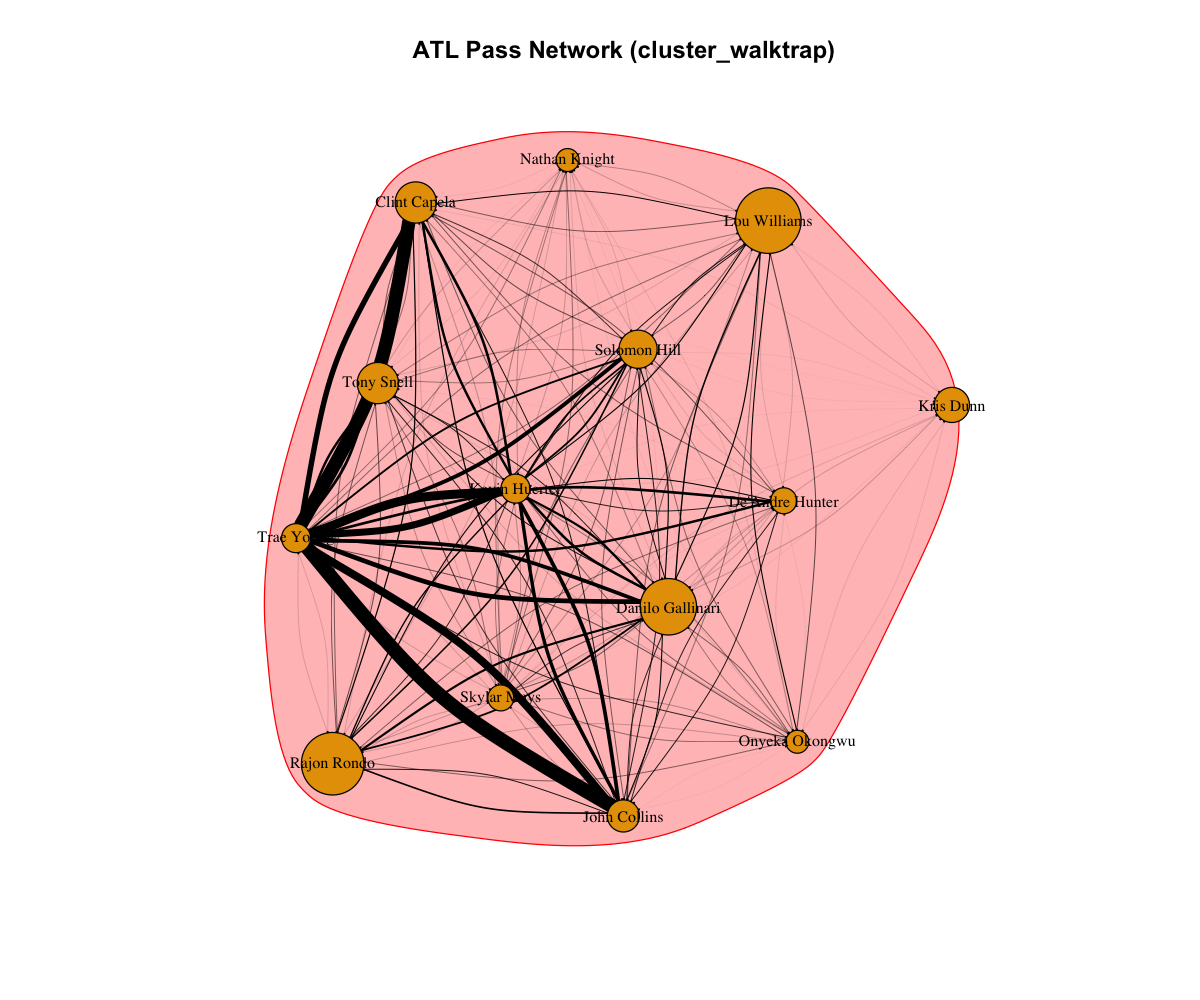 ATL Pass Network (cluster_walktrap)
Nathan Knight
Clint Capela
Lou Williams
Solomon Hill
Tony Snell
Kris Dunn
Kevin Huerter
De'Andre Hunter
Trae Young
Danilo Gallinari
Skylar Mays
Onyeka Okongwu
Rajon Rondo
John Collins